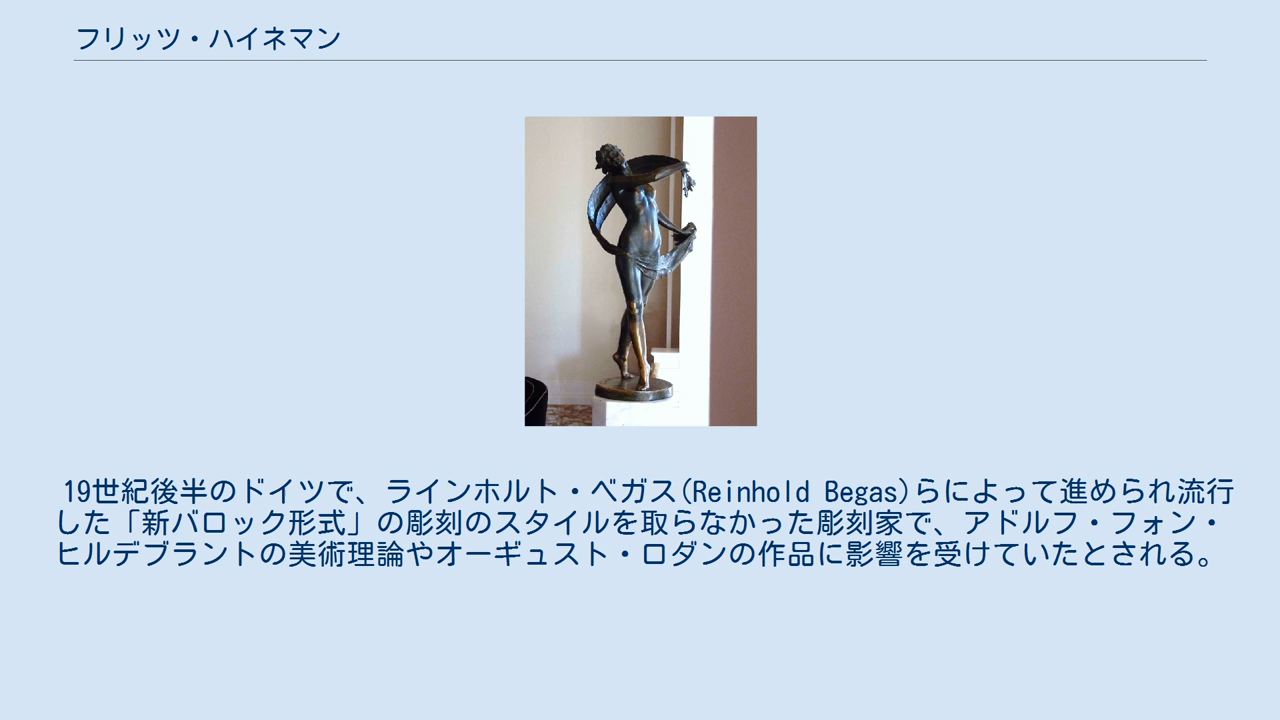 フリッツ・ハイネマン
19世紀後半のドイツで、ラインホルト・ベガス(Reinhold Begas)らによって進められ流行
した「新バロック形式」の彫刻のスタイルを取らなかった彫刻家で、アドルフ・フォン・
ヒルデブラントの美術理論やオーギュスト・ロダンの作品に影響を受けていたとされる。